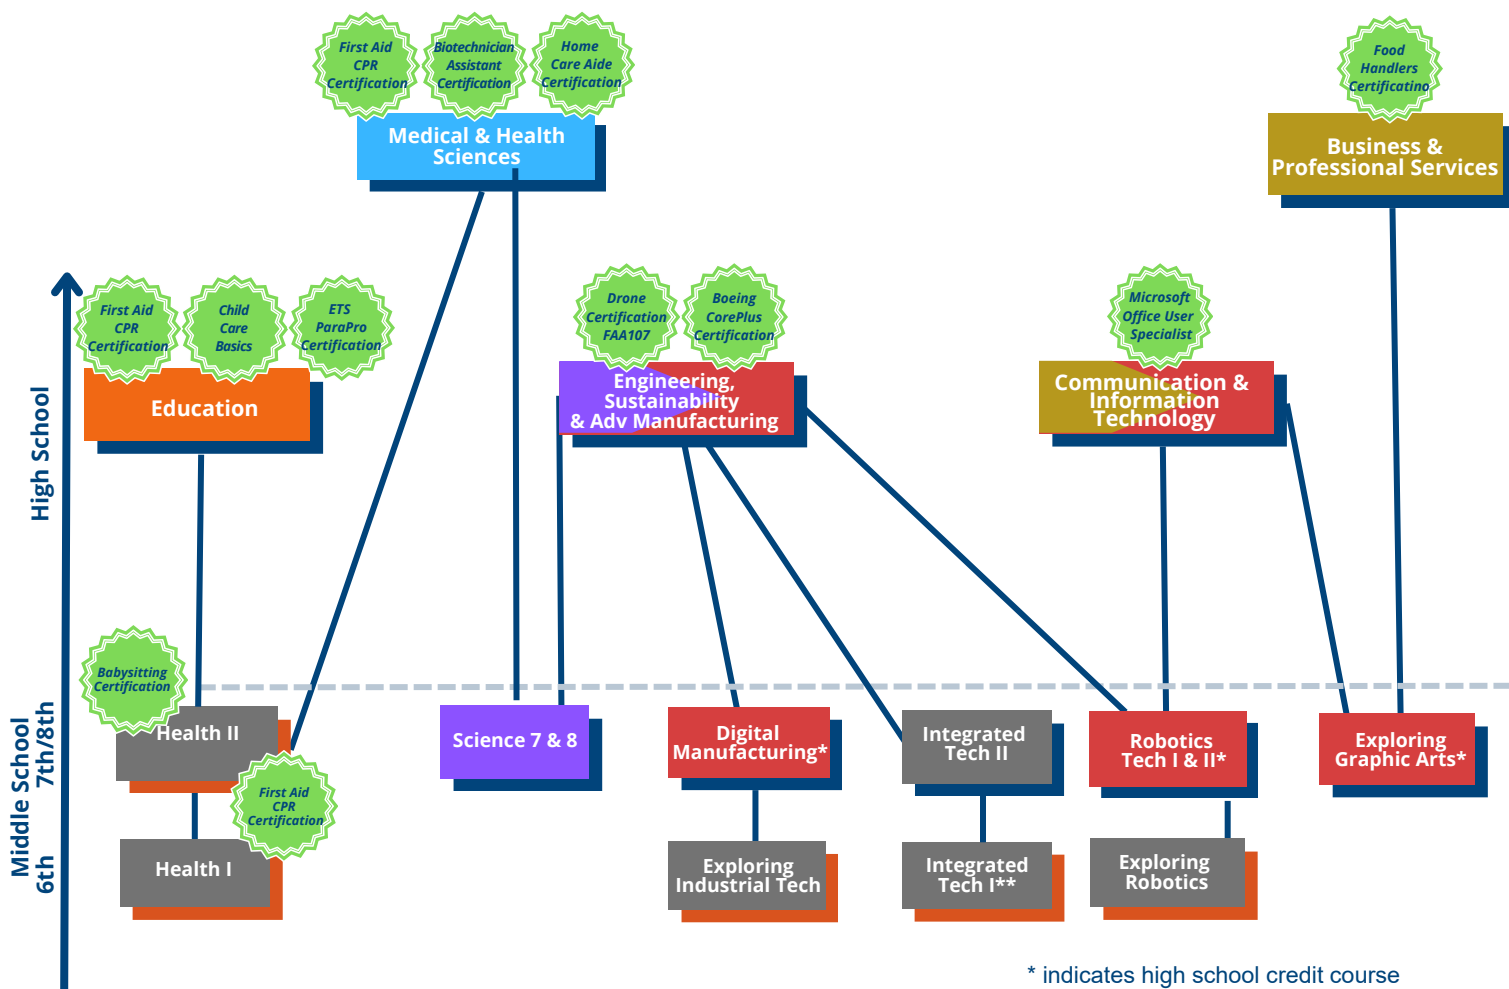 First Aid
CPR
Certification
Biotechnician
Assistant
Certification
Home
Care Aide
Certification
Food
Handlers
Certificatino
Medical & Health
Sciences
Business &
Professional Services
First Aid
CPR
Certification
Child
Care
Basics
ETS
ParaPro
Certification
Drone
Certification
FAA107
Boeing
CorePlus
Certification
Microsoft
Office User
Specialist
Education
Engineering,
Sustainability
& Adv Manufacturing
Communication &
Information
Technology
High School
Babysitting
Certification
Middle School
7th/8th
6th
Health II
Science 7 & 8
Digital
Manufacturing*
Integrated
Tech II
Robotics
Tech I & II*
Exploring
Graphic Arts*
First Aid
CPR
Certification
Health I
Exploring
Industrial Tech
Integrated
Tech I**
Exploring
Robotics
* indicates high school credit course